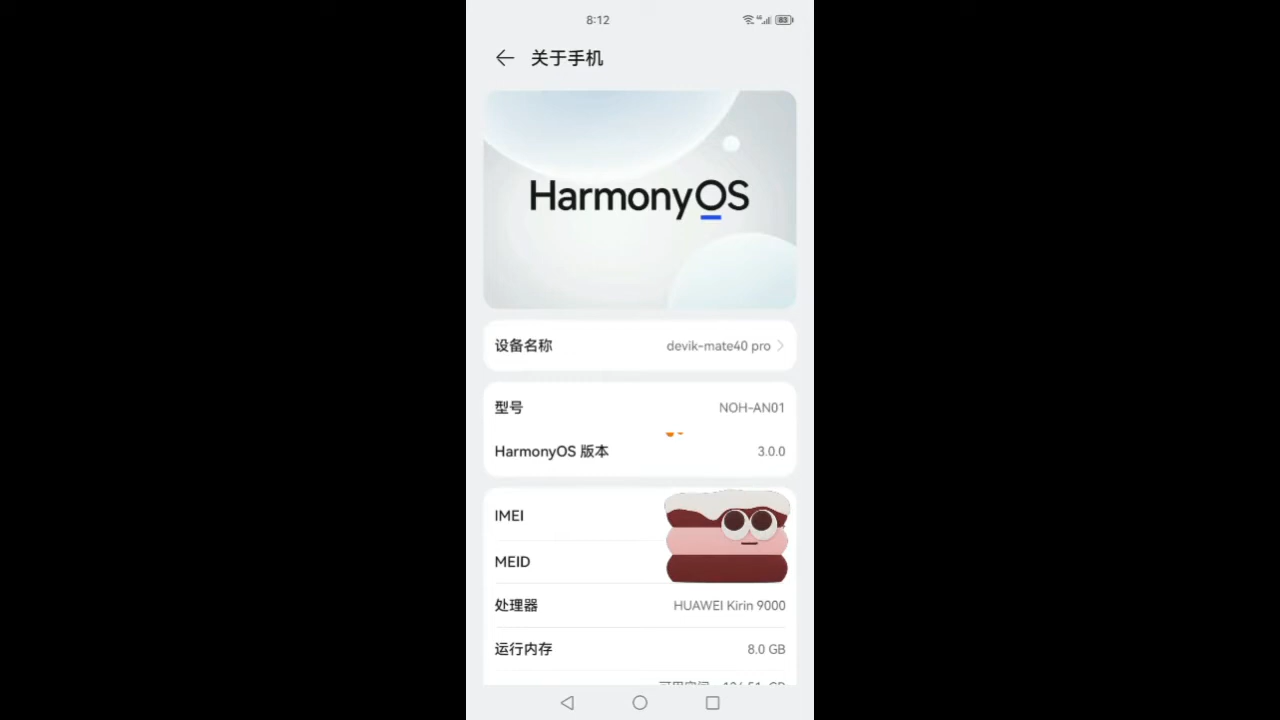 8:12
83
关于手机
HarmonyOS
设备名称 devik-mate40 pro
型号 NOH-AN01
HarmonyOS 版本 3.0.0
IMEI
MEID
处理器 HUAWEI Kirin 9000
运行内存 8.0 GB